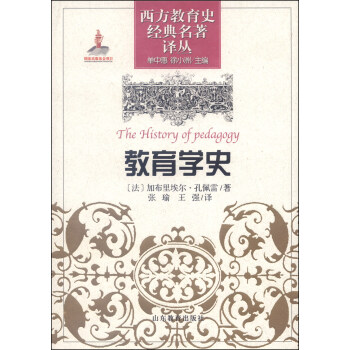 西方教育史
经典名著
译丛
单中惠 徐小洲 主编
The History of pedagogy
教育学史
〔法〕加布里埃尔·孔佩雷/著
张瑜 王强/译
山东教育出版社